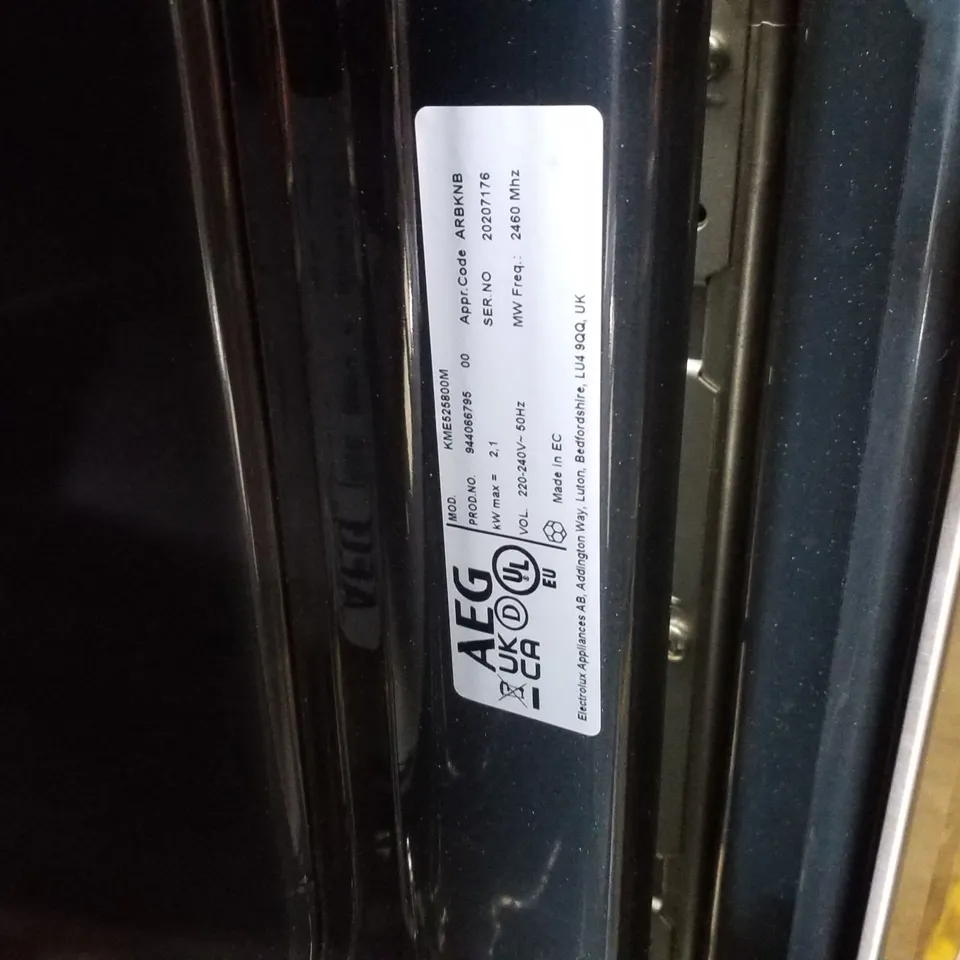 AEG
UK
CA
D
UL
EU
MOD. KME525800M
PROD.NO. 944066795 00 Appr.Code ARBKNB
kW max = 2,1 SER.NO 20207176
VOL. 220-240V~ 50Hz MW Freq.: 2460 Mhz
Made in EC
Electrolux Appliances AB, Addington Way, Luton, Bedfordshire, LU4 9QQ, UK